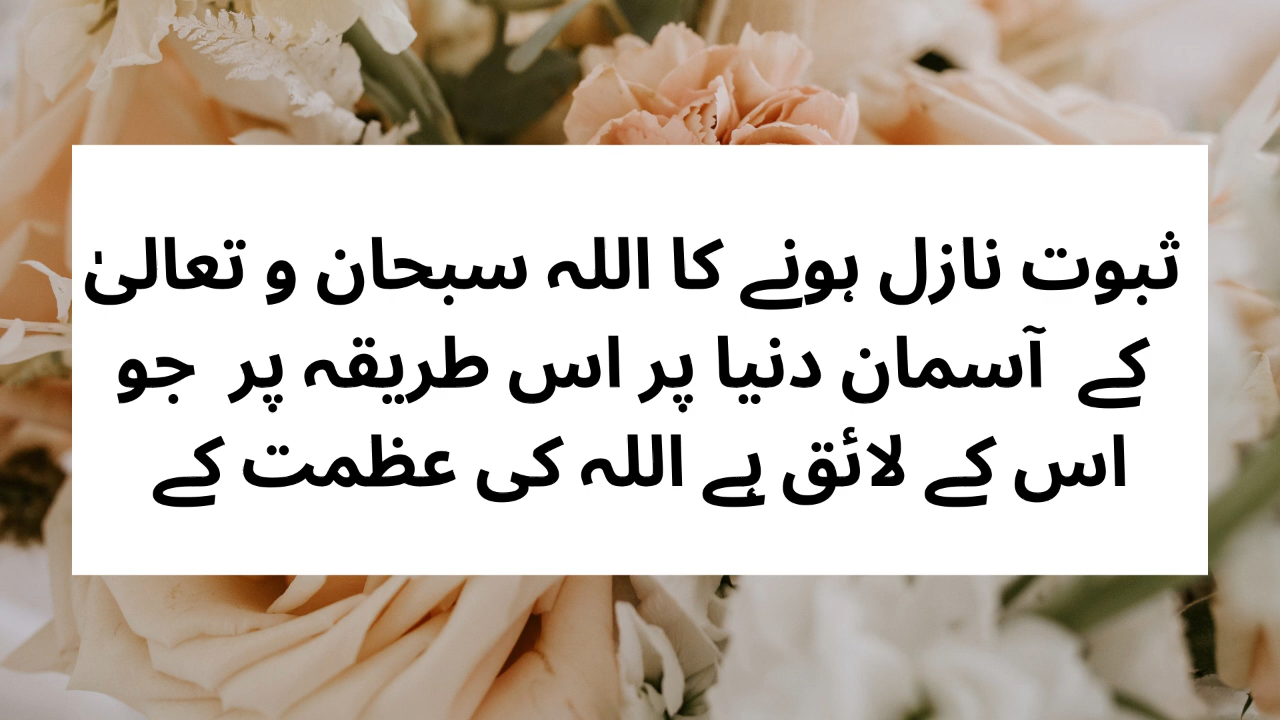 ثبوت نازل ہونے کا اللہ سبحان و تعالیٰ
کے آسمان دنیا پر اس طریقہ پر جو
اس کے لائق ہے اللہ کی عظمت کے